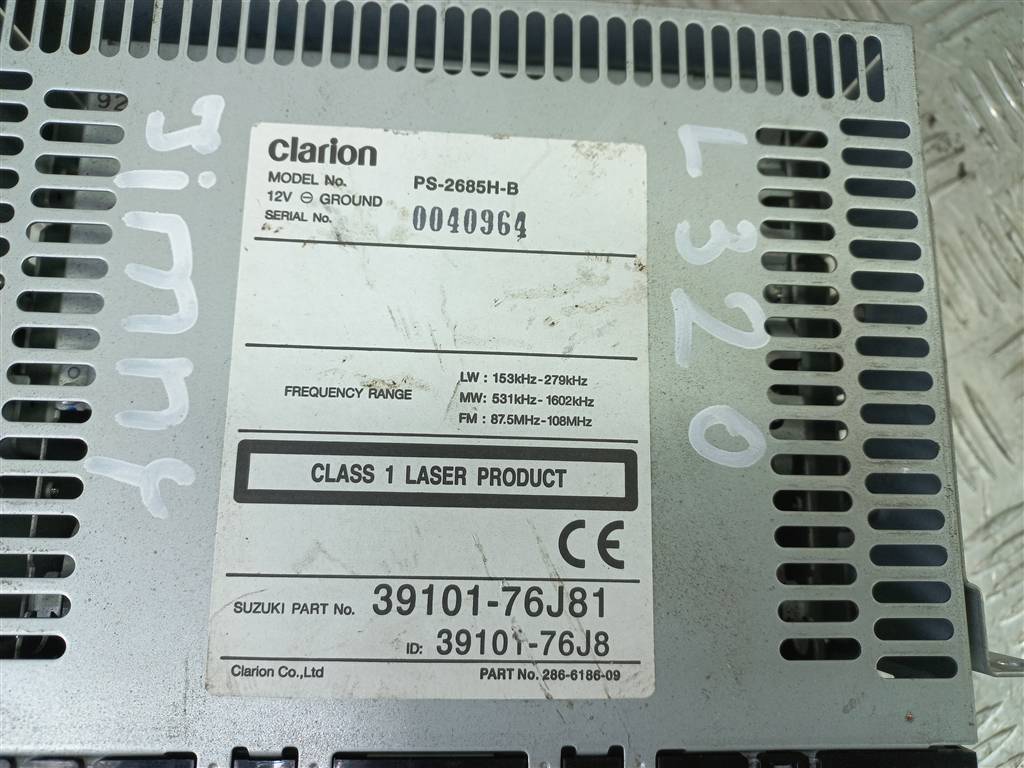 92
Jimny
L320
clarion
MODEL No. PS-2685H-B
12V ⊖ GROUND
SERIAL No. 0040964
FREQUENCY RANGE
LW : 153kHz-279kHz
MW: 531kHz-1602kHz
FM : 87.5MHz-108MHz
CLASS 1 LASER PRODUCT
CE
SUZUKI PART No. 39101-76J81
ID: 39101-76J8
Clarion Co.,Ltd PART No. 286-6186-09